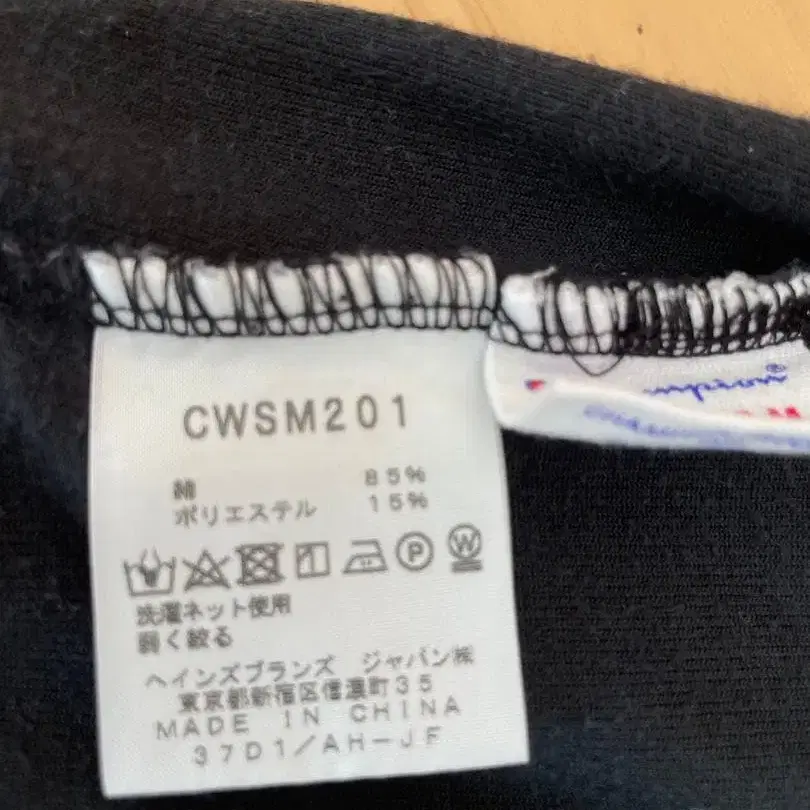 CWSM201
綿 85%
ポリエステル 15%
P
W
洗濯ネット使用
弱く絞る
ヘインズブランズ ジャパン㈱
東京都新宿区信濃町35
MADE IN CHINA
37D1/AH-JF
mpion®